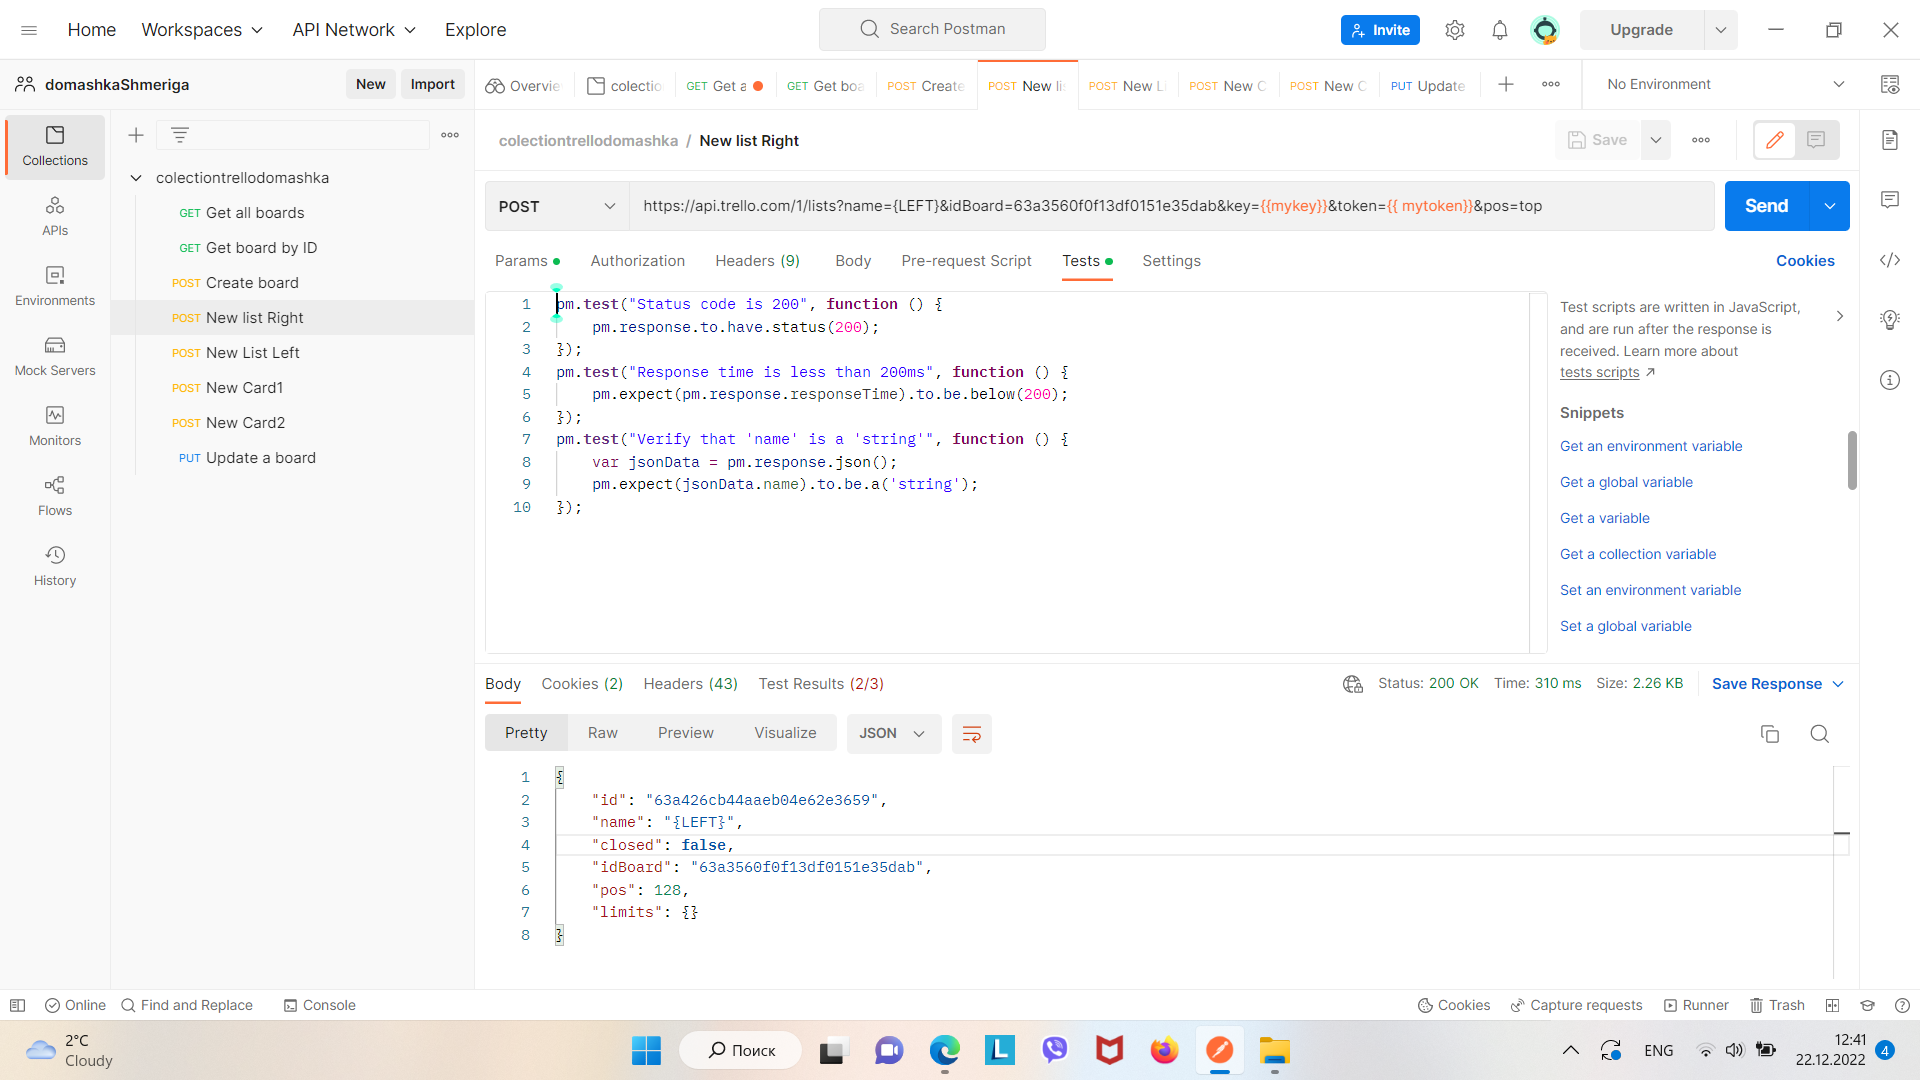 Home
Workspaces
API Network
Explore
Search Postman
Invite
Upgrade
domashkaShmeriga
New
Import
Overvie
colectio
GET Get a
GET Get boa
POST Create
POST New lis
POST New Li
POST New C
POST New C
PUT Update
No Environment
Collections
APIs
Environments
Mock Servers
Monitors
Flows
History
colectiontrellodomashka
GET Get all boards
GET Get board by ID
POST Create board
POST New list Right
POST New List Left
POST New Card1
POST New Card2
PUT Update a board
colectiontrellodomashka / New list Right
Save
POST
https://api.trello.com/1/lists?name={LEFT}&idBoard=63a3560f0f13df0151e35dab&key={{mykey}}&token={{ mytoken}}&pos=top
Send
Params
Authorization
Headers (9)
Body
Pre-request Script
Tests
Settings
Cookies
1 pm.test("Status code is 200", function () {
2 pm.response.to.have.status(200);
3 });
4 pm.test("Response time is less than 200ms", function () {
5 pm.expect(pm.response.responseTime).to.be.below(200);
6 });
7 pm.test("Verify that 'name' is a 'string'", function () {
8 var jsonData = pm.response.json();
9 pm.expect(jsonData.name).to.be.a('string');
10 });
Test scripts are written in JavaScript,
and are run after the response is
received. Learn more about
tests scripts ↗
Snippets
Get an environment variable
Get a global variable
Get a variable
Get a collection variable
Set an environment variable
Set a global variable
Body
Cookies (2)
Headers (43)
Test Results (2/3)
Status: 200 OK
Time: 310 ms
Size: 2.26 KB
Save Response
Pretty
Raw
Preview
Visualize
JSON
1 {
2 "id": "63a426cb44aaeb04e62e3659",
3 "name": "{LEFT}",
4 "closed": false,
5 "idBoard": "63a3560f0f13df0151e35dab",
6 "pos": 128,
7 "limits": {}
8 }
Online
Find and Replace
Console
Cookies
Capture requests
Runner
Trash
2°C
Cloudy
Поиск
ENG
12:41
22.12.2022
4